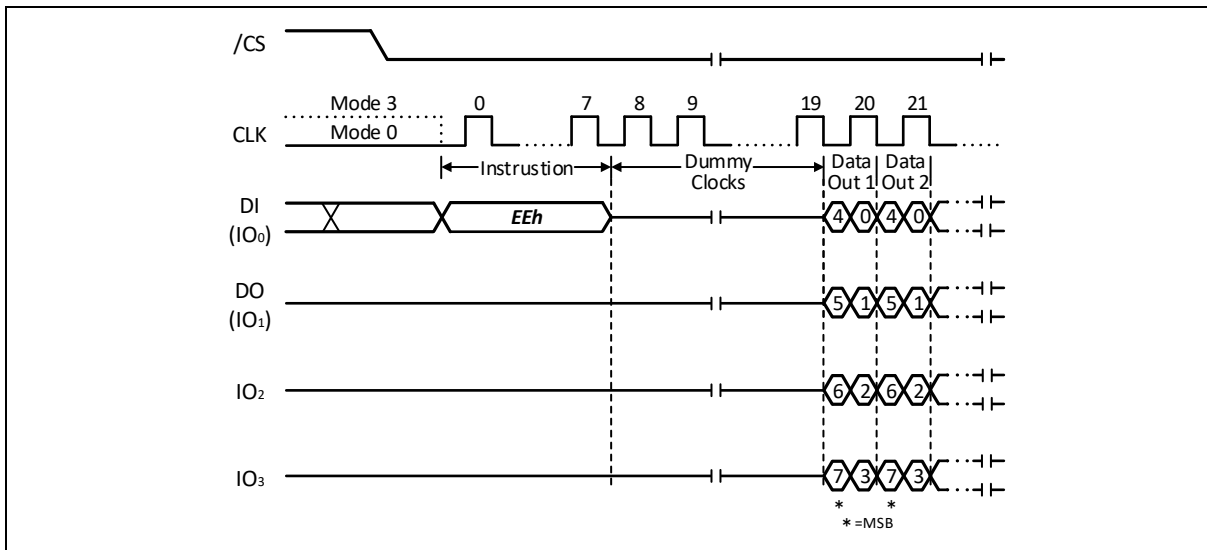 /CS
Mode 3 0 7 8 9 19 20 21
CLK Mode 0
Instrustion Dummy Data Data
Clocks Out 1 Out 2
DI
(IO0) EEh 4 0 4 0
DO
(IO1) 5 1 5 1
IO2 6 2 6 2
IO3 7 3 7 3
* *
* =MSB